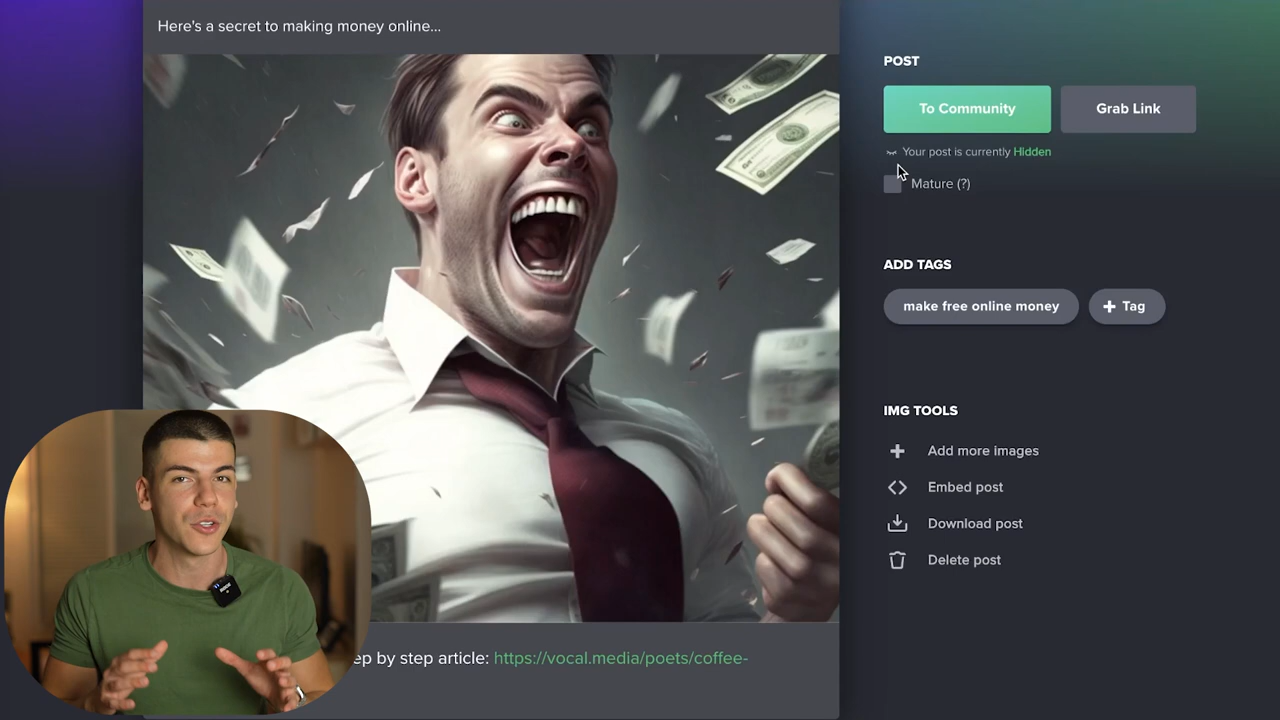 Here's a secret to making money online...
POST
To Community
Grab Link
Your post is currently Hidden
Mature (?)
ADD TAGS
make free online money
+ Tag
IMG TOOLS
Add more images
Embed post
Download post
Delete post
by step article: https://vocal.media/poets/coffee-